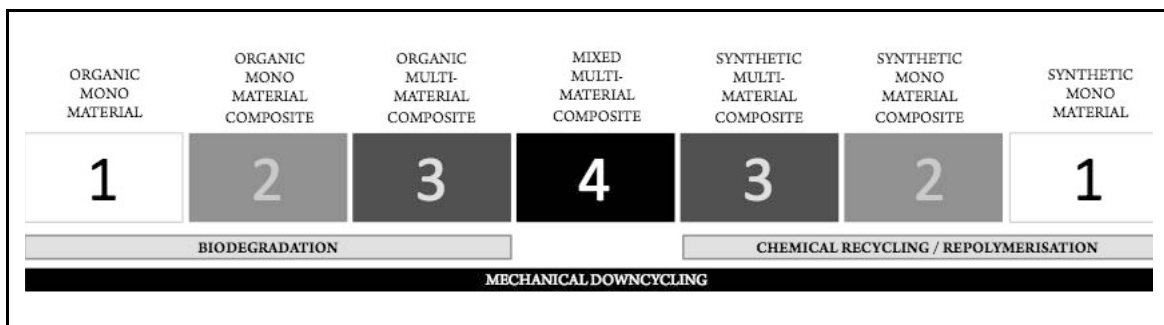 ORGANIC
MONO
MATERIAL
ORGANIC
MONO
MATERIAL
COMPOSITE
ORGANIC
MULTI-
MATERIAL
COMPOSITE
MIXED
MULTI-
MATERIAL
COMPOSITE
SYNTHETIC
MULTI-
MATERIAL
COMPOSITE
SYNTHETIC
MONO
MATERIAL
COMPOSITE
SYNTHETIC
MONO
MATERIAL
1
2
3
4
3
2
1
BIODEGRADATION
CHEMICAL RECYCLING / REPOLYMERISATION
MECHANICAL DOWNCYCLING